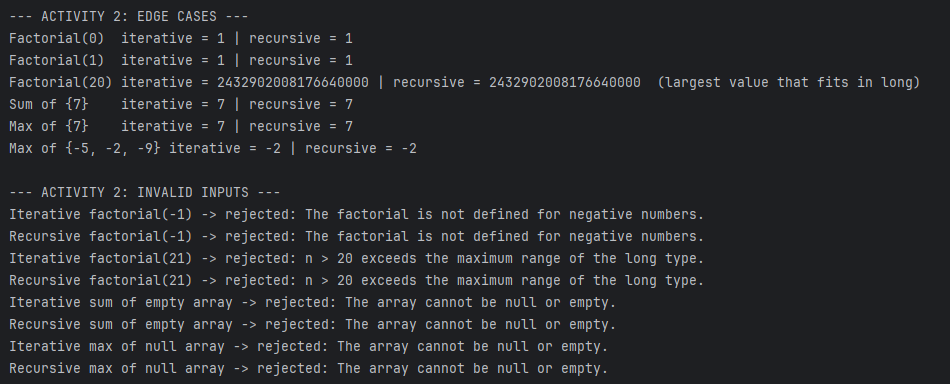 --- ACTIVITY 2: EDGE CASES ---
Factorial(0)  iterative = 1 | recursive = 1
Factorial(1)  iterative = 1 | recursive = 1
Factorial(20) iterative = 2432902008176640000 | recursive = 2432902008176640000  (largest value that fits in long)
Sum of {7}    iterative = 7 | recursive = 7
Max of {7}    iterative = 7 | recursive = 7
Max of {-5, -2, -9} iterative = -2 | recursive = -2

--- ACTIVITY 2: INVALID INPUTS ---
Iterative factorial(-1) -> rejected: The factorial is not defined for negative numbers.
Recursive factorial(-1) -> rejected: The factorial is not defined for negative numbers.
Iterative factorial(21) -> rejected: n > 20 exceeds the maximum range of the long type.
Recursive factorial(21) -> rejected: n > 20 exceeds the maximum range of the long type.
Iterative sum of empty array -> rejected: The array cannot be null or empty.
Recursive sum of empty array -> rejected: The array cannot be null or empty.
Iterative max of null array -> rejected: The array cannot be null or empty.
Recursive max of null array -> rejected: The array cannot be null or empty.